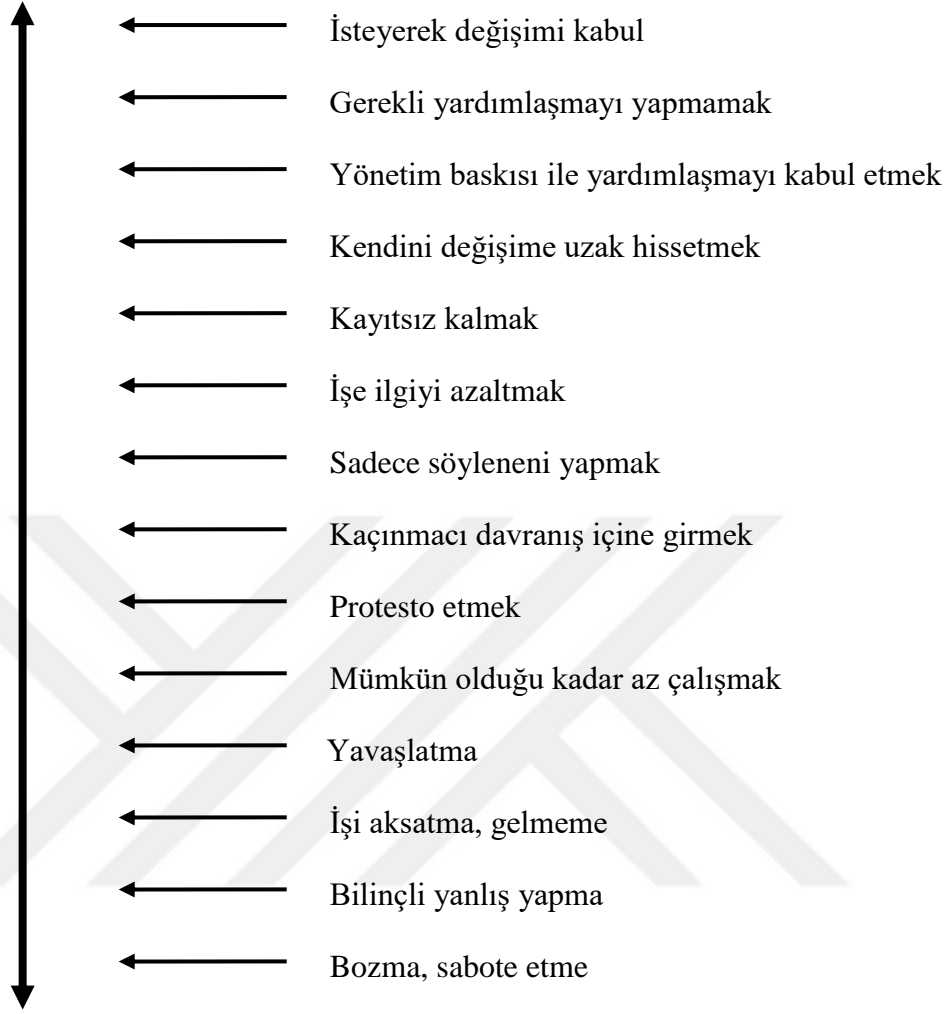 İsteyerek değişimi kabul
Gerekli yardımlaşmayı yapmamak
Yönetim baskısı ile yardımlaşmayı kabul etmek
Kendini değişime uzak hissetmek
Kayıtsız kalmak
İşe ilgiyi azaltmak
Sadece söyleneni yapmak
Kaçınmacı davranış içine girmek
Protesto etmek
Mümkün olduğu kadar az çalışmak
Yavaşlatma
İşi aksatma, gelmeme
Bilinçli yanlış yapma
Bozma, sabote etme